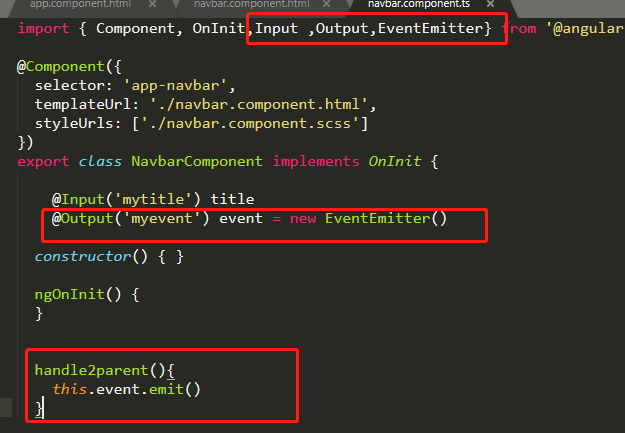 app.component.html × navbar.component.html × navbar.component.ts ×
import { Component, OnInit,Input ,Output,EventEmitter} from '@angular
@Component({
selector: 'app-navbar',
templateUrl: './navbar.component.html',
styleUrls: ['./navbar.component.scss']
})
export class NavbarComponent implements OnInit {
@Input('mytitle') title
@Output('myevent') event = new EventEmitter()
constructor() { }
ngOnInit() {
}
handle2parent(){
this.event.emit()
}